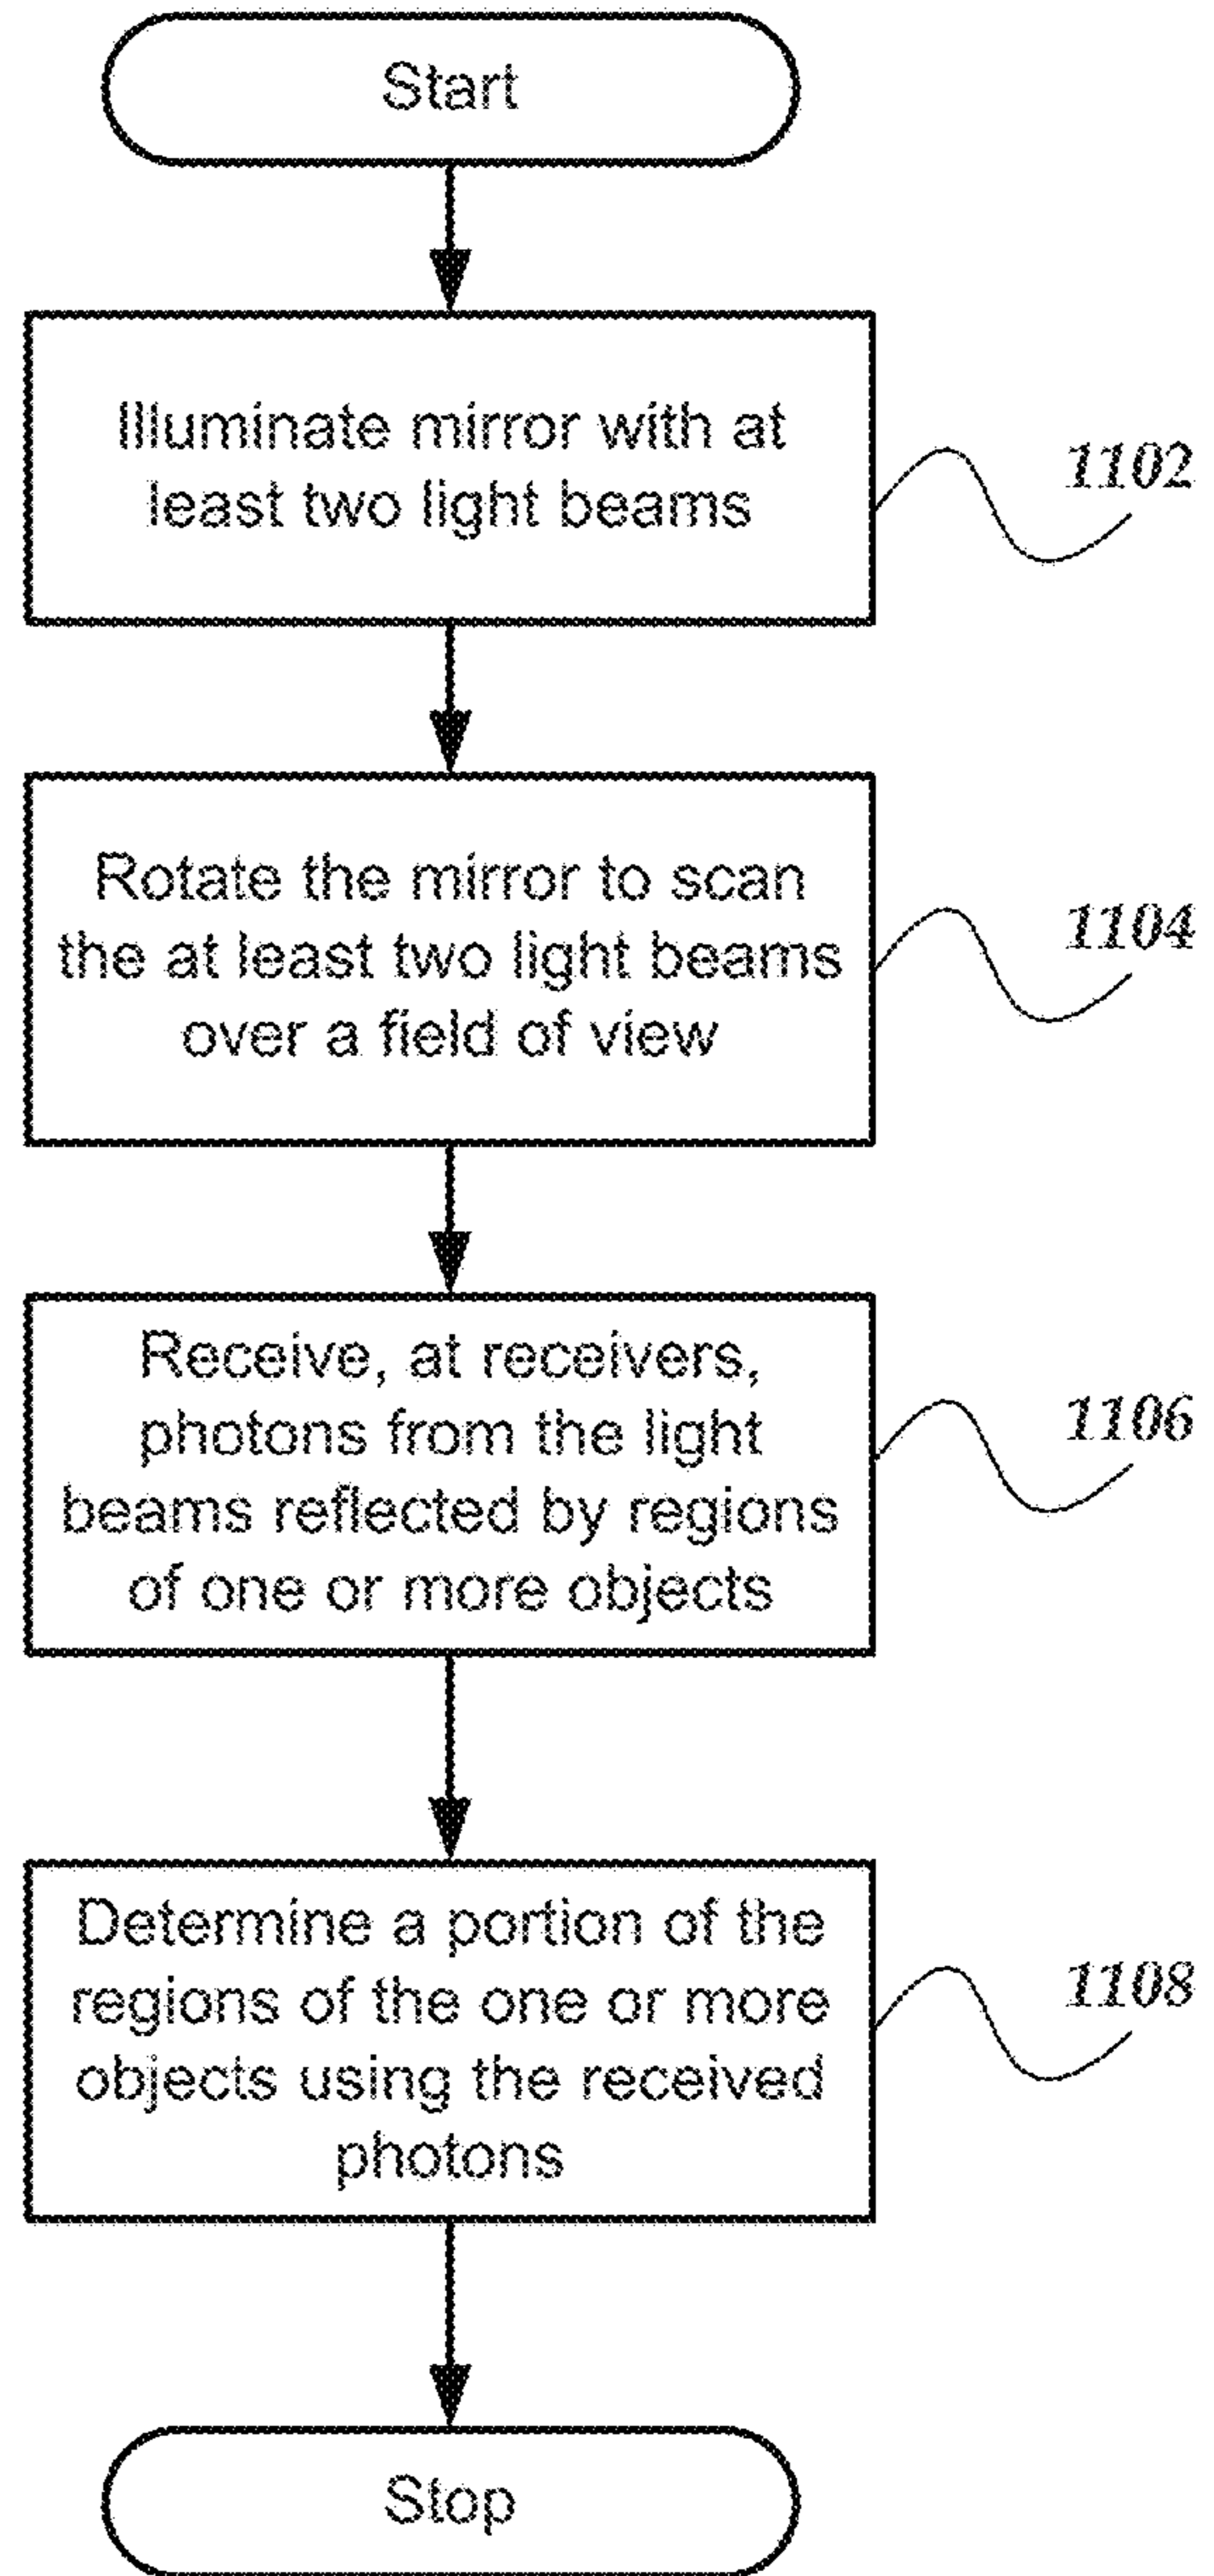 Start
Illuminate mirror with at
least two light beams
1102
Rotate the mirror to scan
the at least two light beams
over a field of view
1104
Receive, at receivers,
photons from the light
beams reflected by regions
of one or more objects
1106
Determine a portion of the
regions of the one or more
objects using the received
photons
1108
Stop